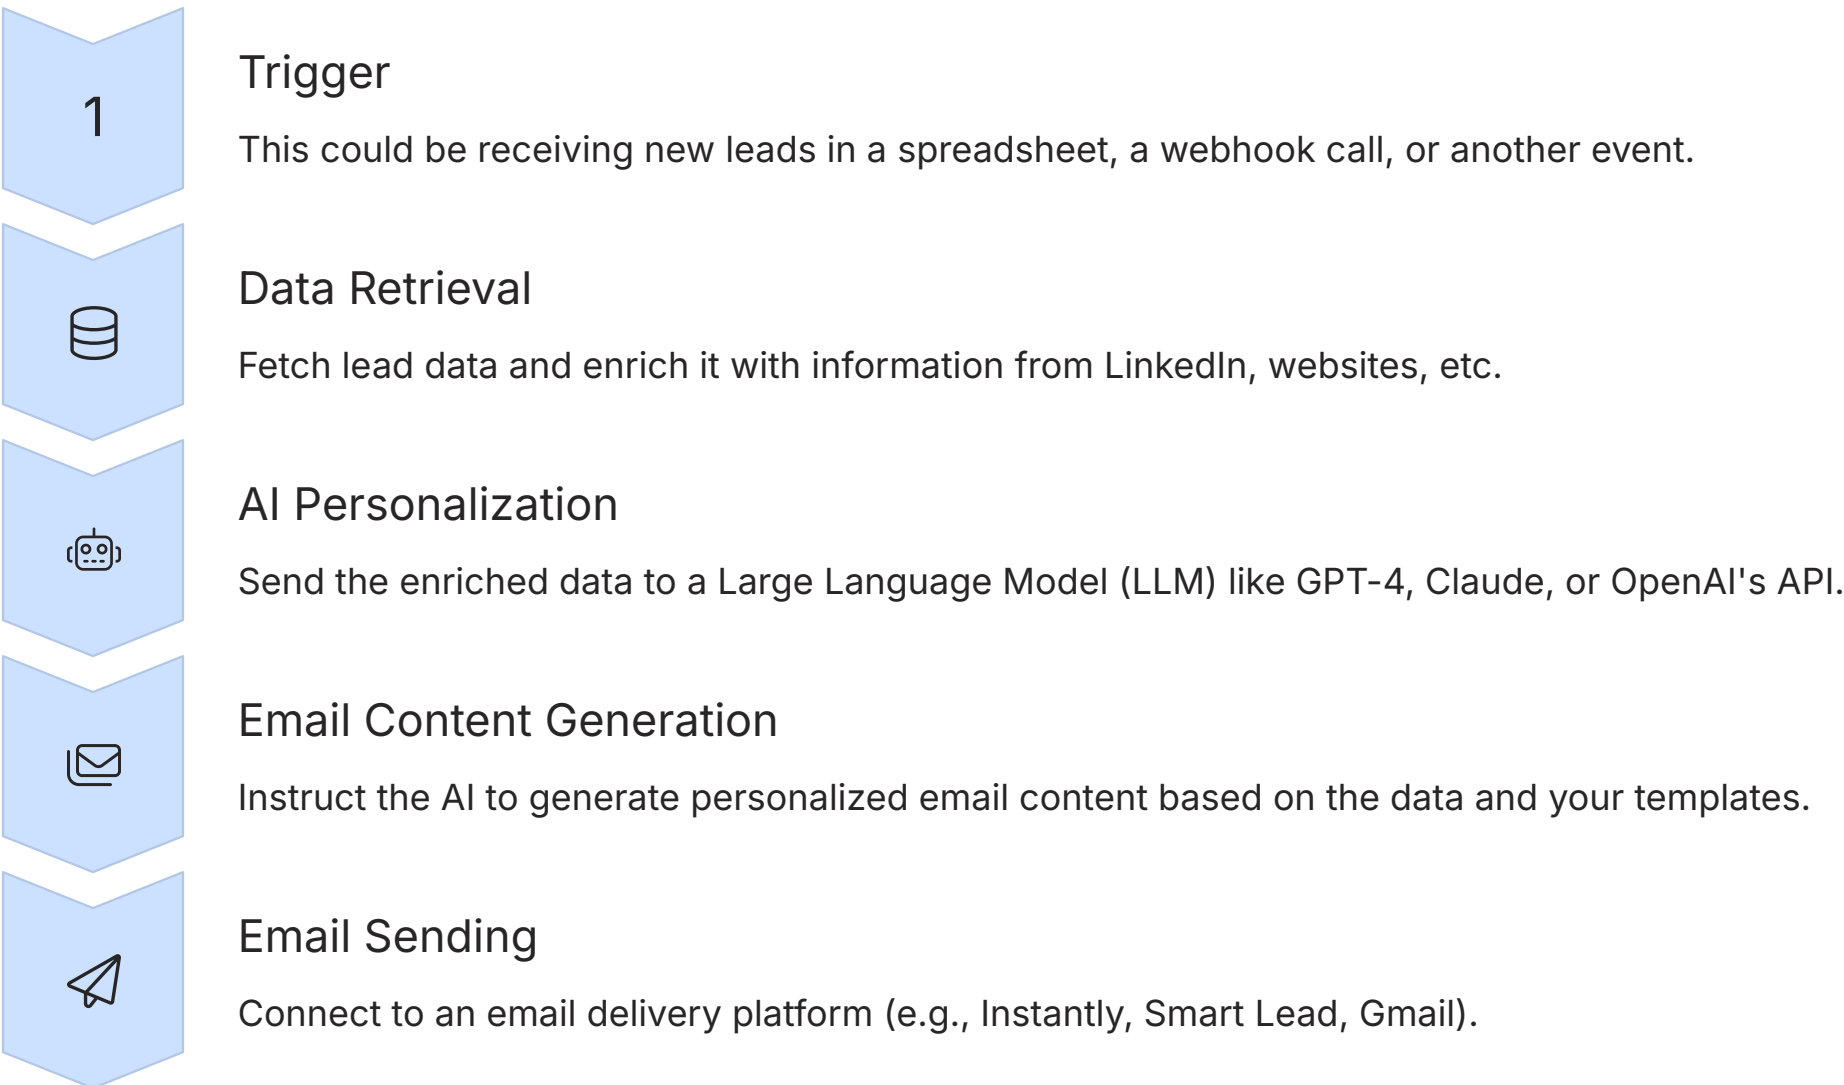 1
Trigger
This could be receiving new leads in a spreadsheet, a webhook call, or another event.
Data Retrieval
Fetch lead data and enrich it with information from LinkedIn, websites, etc.
AI Personalization
Send the enriched data to a Large Language Model (LLM) like GPT-4, Claude, or OpenAI's API.
Email Content Generation
Instruct the AI to generate personalized email content based on the data and your templates.
Email Sending
Connect to an email delivery platform (e.g., Instantly, Smart Lead, Gmail).